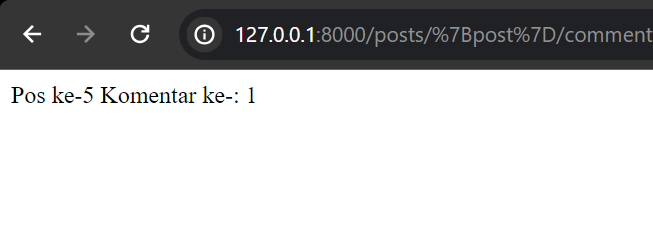 127.0.0.1:8000/posts/%7Bpost%7D/comment
Pos ke-5 Komentar ke-: 1